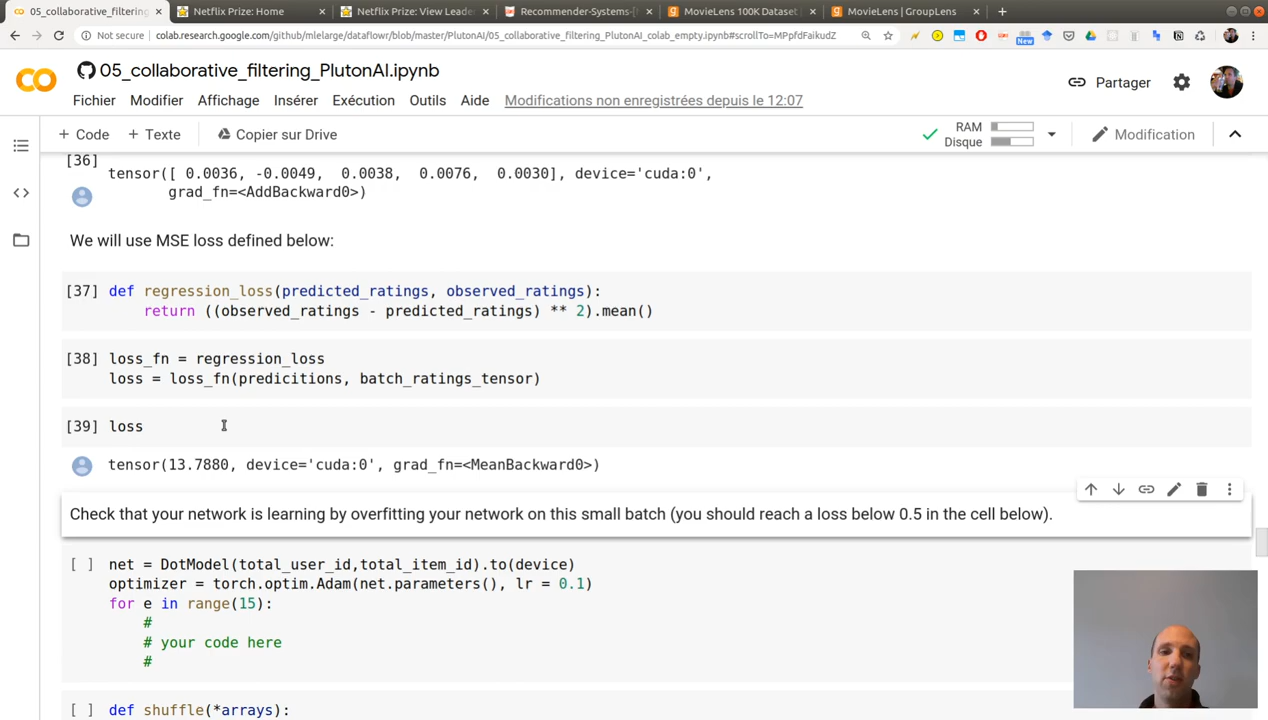 05_collaborative_filtering
Netflix Prize: Home
Netflix Prize: View Leade
Recommender-Systems-[
MovieLens 100K Dataset
MovieLens | GroupLens
Not secure
colab.research.google.com/github/mlelarge/dataflowr/blob/master/PlutonAI/05_collaborative_filtering_PlutonAI_colab_empty.ipynb#scrollTo=MPpfdFaikudZ
New
05_collaborative_filtering_PlutonAI.ipynb
Partager
Fichier Modifier Affichage Insérer Exécution Outils Aide Modifications non enregistrées depuis le 12:07
+ Code + Texte Copier sur Drive
RAM
Disque
Modification
[36]
tensor([ 0.0036, -0.0049, 0.0038, 0.0076, 0.0030], device='cuda:0',
grad_fn=<AddBackward0>)
We will use MSE loss defined below:
[37] def regression_loss(predicted_ratings, observed_ratings):
return ((observed_ratings - predicted_ratings) ** 2).mean()
[38] loss_fn = regression_loss
loss = loss_fn(predicitions, batch_ratings_tensor)
[39] loss
tensor(13.7880, device='cuda:0', grad_fn=<MeanBackward0>)
Check that your network is learning by overfitting your network on this small batch (you should reach a loss below 0.5 in the cell below).
[ ] net = DotModel(total_user_id,total_item_id).to(device)
optimizer = torch.optim.Adam(net.parameters(), lr = 0.1)
for e in range(15):
#
# your code here
#
[ ] def shuffle(*arrays):